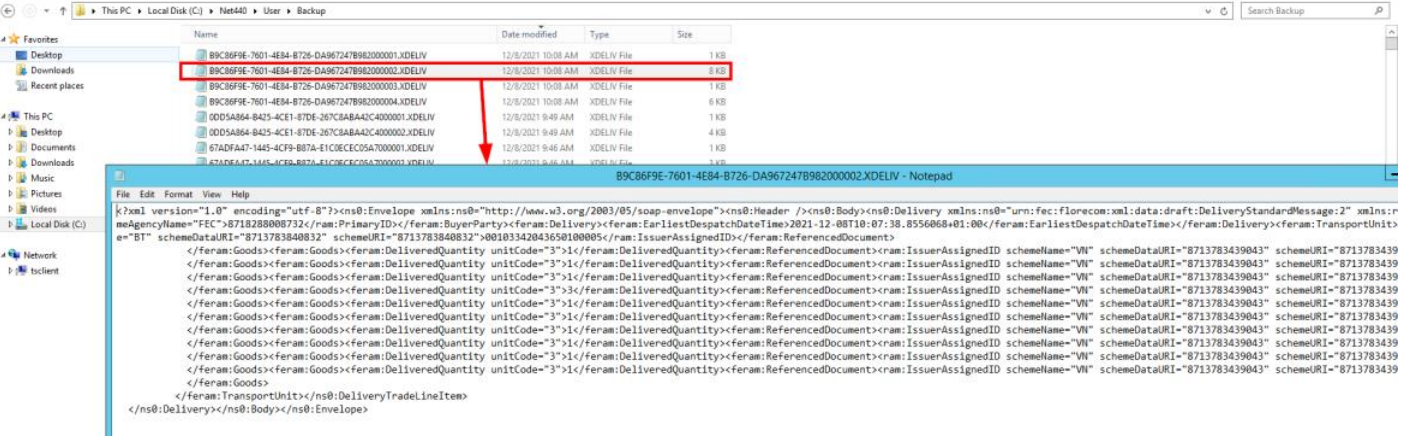 This PC › Local Disk (C:) › Net440 › User › Backup
Search Backup
Name Date modified Type Size
Favorites
Desktop
Downloads
Recent places
This PC
Desktop
Documents
Downloads
Music
Pictures
Videos
Local Disk (C:)
Network
tsclient
B9C86F9E-7601-4E84-B726-DA967247B982000001.XDELIV 12/8/2021 10:08 AM XDELIV File 1 KB
B9C86F9E-7601-4E84-B726-DA967247B982000002.XDELIV 12/8/2021 10:08 AM XDELIV File 8 KB
B9C86F9E-7601-4E84-B726-DA967247B982000003.XDELIV 12/8/2021 10:08 AM XDELIV File 1 KB
B9C86F9E-7601-4E84-B726-DA967247B982000004.XDELIV 12/8/2021 10:08 AM XDELIV File 6 KB
0DD5A864-B425-4CE1-87DE-267C8ABA42C4000001.XDELIV 12/8/2021 9:49 AM XDELIV File 1 KB
0DD5A864-B425-4CE1-87DE-267C8ABA42C4000002.XDELIV 12/8/2021 9:49 AM XDELIV File 4 KB
67ADFA47-1445-4CF9-B87A-E1C0ECEC05A7000001.XDELIV 12/8/2021 9:46 AM XDELIV File 1 KB
67ADFA47-1445-4CF9-B87A-E1C0ECEC05A7000002.XDELIV 12/8/2021 9:46 AM XDELIV File 3 KB
B9C86F9E-7601-4E84-B726-DA967247B982000002.XDELIV - Notepad
File Edit Format View Help
<?xml version="1.0" encoding="utf-8"?><ns0:Envelope xmlns:ns0="http://www.w3.org/2003/05/soap-envelope"><ns0:Header /><ns0:Body><ns0:Delivery xmlns:ns0="urn:fec:florecom:xml:data:draft:DeliveryStandardMessage:2" xmlns:r
meAgencyName="FEC">8718288008732</ram:PrimaryID></feram:BuyerParty><feram:Delivery><feram:EarliestDespatchDateTime>2021-12-08T10:07:38.8556068+01:00</feram:EarliestDespatchDateTime></feram:Delivery><feram:TransportUnit>
e="BT" schemeDataURI="8713783840832" schemeURI="8713783840832">00103342043650100005</ram:IssuerAssignedID></feram:ReferencedDocument>
</feram:Goods><feram:Goods><feram:DeliveredQuantity unitCode="3">1</feram:DeliveredQuantity><feram:ReferencedDocument><ram:IssuerAssignedID schemeName="VN" schemeDataURI="8713783439043" schemeURI="8713783439
</feram:Goods><feram:Goods><feram:DeliveredQuantity unitCode="3">1</feram:DeliveredQuantity><feram:ReferencedDocument><ram:IssuerAssignedID schemeName="VN" schemeDataURI="8713783439043" schemeURI="8713783439
</feram:Goods><feram:Goods><feram:DeliveredQuantity unitCode="3">1</feram:DeliveredQuantity><feram:ReferencedDocument><ram:IssuerAssignedID schemeName="VN" schemeDataURI="8713783439043" schemeURI="8713783439
</feram:Goods><feram:Goods><feram:DeliveredQuantity unitCode="3">3</feram:DeliveredQuantity><feram:ReferencedDocument><ram:IssuerAssignedID schemeName="VN" schemeDataURI="8713783439043" schemeURI="8713783439
</feram:Goods><feram:Goods><feram:DeliveredQuantity unitCode="3">1</feram:DeliveredQuantity><feram:ReferencedDocument><ram:IssuerAssignedID schemeName="VN" schemeDataURI="8713783439043" schemeURI="8713783439
</feram:Goods><feram:Goods><feram:DeliveredQuantity unitCode="3">1</feram:DeliveredQuantity><feram:ReferencedDocument><ram:IssuerAssignedID schemeName="VN" schemeDataURI="8713783439043" schemeURI="8713783439
</feram:Goods><feram:Goods><feram:DeliveredQuantity unitCode="3">1</feram:DeliveredQuantity><feram:ReferencedDocument><ram:IssuerAssignedID schemeName="VN" schemeDataURI="8713783439043" schemeURI="8713783439
</feram:Goods><feram:Goods><feram:DeliveredQuantity unitCode="3">1</feram:DeliveredQuantity><feram:ReferencedDocument><ram:IssuerAssignedID schemeName="VN" schemeDataURI="8713783439043" schemeURI="8713783439
</feram:Goods><feram:Goods><feram:DeliveredQuantity unitCode="3">1</feram:DeliveredQuantity><feram:ReferencedDocument><ram:IssuerAssignedID schemeName="VN" schemeDataURI="8713783439043" schemeURI="8713783439
</feram:Goods><feram:Goods><feram:DeliveredQuantity unitCode="3">1</feram:DeliveredQuantity><feram:ReferencedDocument><ram:IssuerAssignedID schemeName="VN" schemeDataURI="8713783439043" schemeURI="8713783439
</feram:Goods>
</feram:TransportUnit></ns0:DeliveryTradeLineItem>
</ns0:Delivery></ns0:Body></ns0:Envelope>